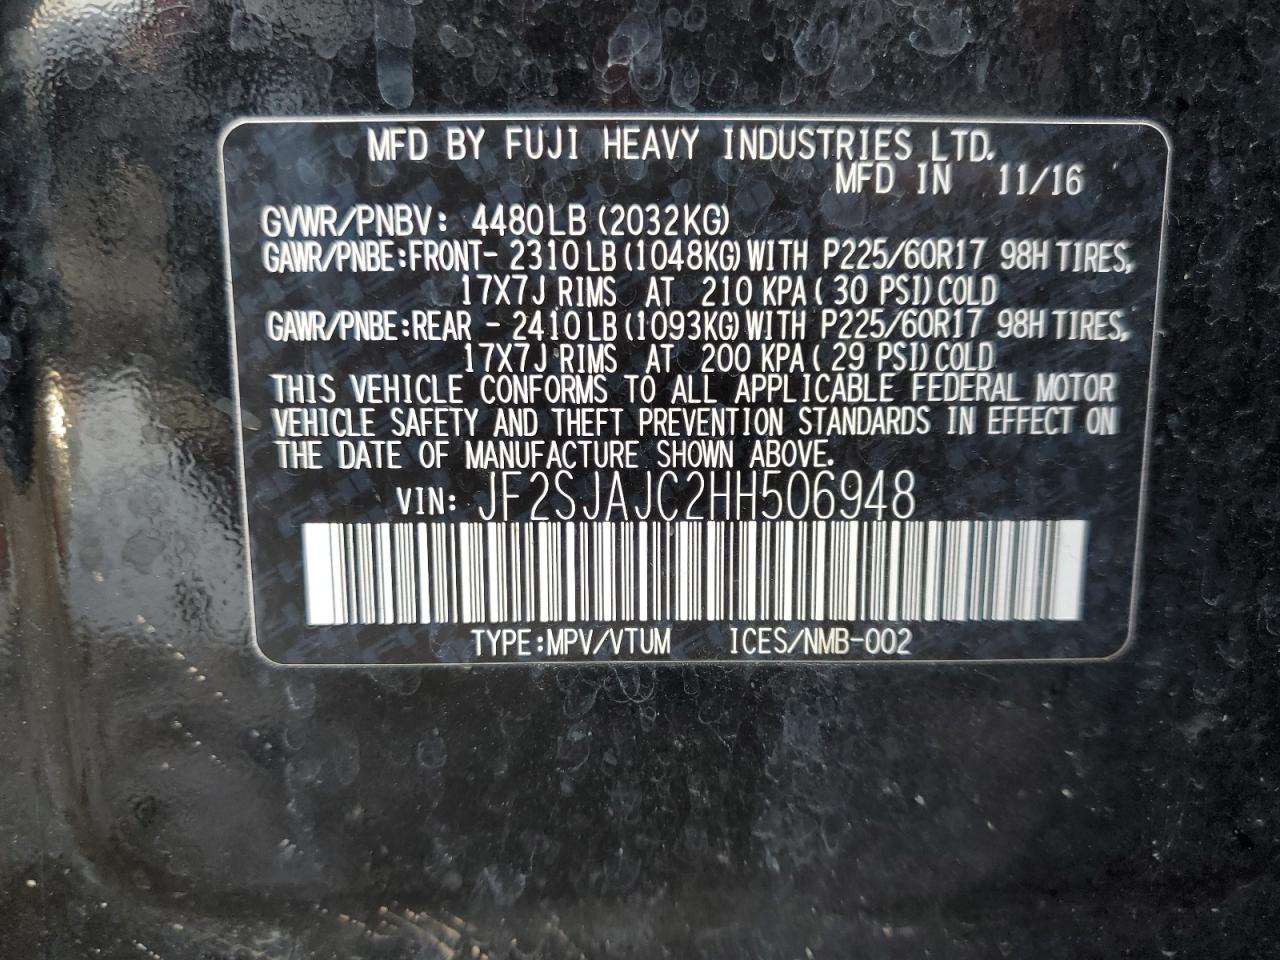 MFD BY FUJI HEAVY INDUSTRIES LTD.
MFD IN 11/16
GVWR/PNBV: 4480LB (2032KG)
GAWR/PNBE:FRONT- 2310 LB (1048KG) WITH P225/60R17 98H TIRES,
17X7J RIMS AT 210 KPA ( 30 PSI) COLD
GAWR/PNBE:REAR - 2410 LB (1093KG) WITH P225/60R17 98H TIRES,
17X7J RIMS AT 200 KPA ( 29 PSI) COLD
THIS VEHICLE CONFORMS TO ALL APPLICABLE FEDERAL MOTOR
VEHICLE SAFETY AND THEFT PREVENTION STANDARDS IN EFFECT ON
THE DATE OF MANUFACTURE SHOWN ABOVE.
VIN: JF2SJAJC2HH506948
TYPE:MPV/VTUM ICES/NMB-002